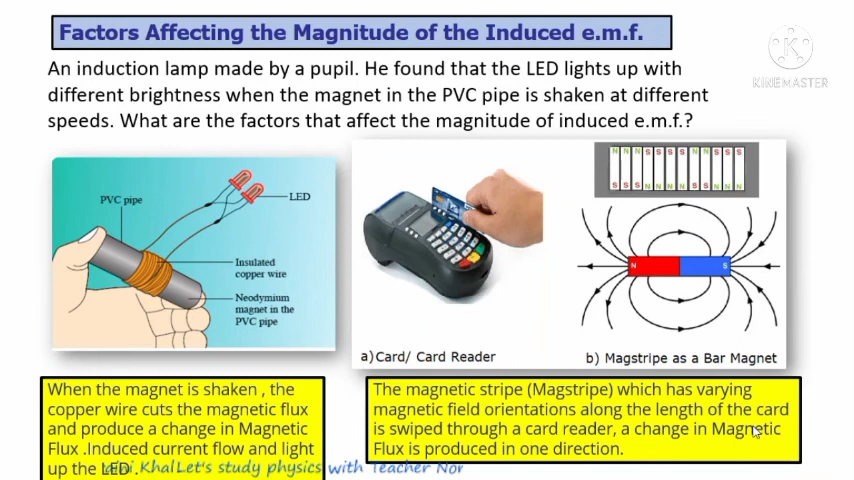 Factors Affecting the Magnitude of the Induced e.m.f.
KINEMASTER
An induction lamp made by a pupil. He found that the LED lights up with
different brightness when the magnet in the PVC pipe is shaken at different
speeds. What are the factors that affect the magnitude of induced e.m.f.?
PVC pipe
LED
Insulated
copper wire
Neodymium
magnet in the
PVC pipe
a)Card/ Card Reader
N N N S S S S S N N S S S
S S S N N N N N S S N N N
N S
b) Magstripe as a Bar Magnet
When the magnet is shaken , the
copper wire cuts the magnetic flux
and produce a change in Magnetic
Flux .Induced current flow and light
up the LED .
The magnetic stripe (Magstripe) which has varying
magnetic field orientations along the length of the card
is swiped through a card reader, a change in Magnetic
Flux is produced in one direction.
Khal Let's study physics with Teacher Nor